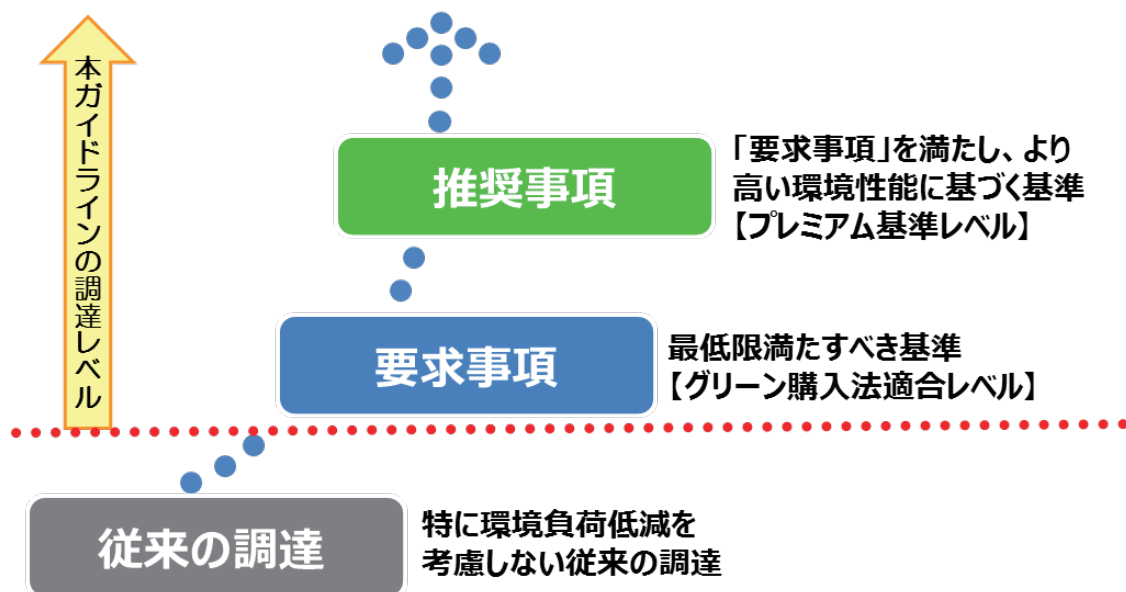 本ガイドラインの調達レベル
推奨事項
「要求事項」を満たし、より
高い環境性能に基づく基準
【プレミアム基準レベル】
要求事項
最低限満たすべき基準
【グリーン購入法適合レベル】
従来の調達
特に環境負荷低減を
考慮しない従来の調達